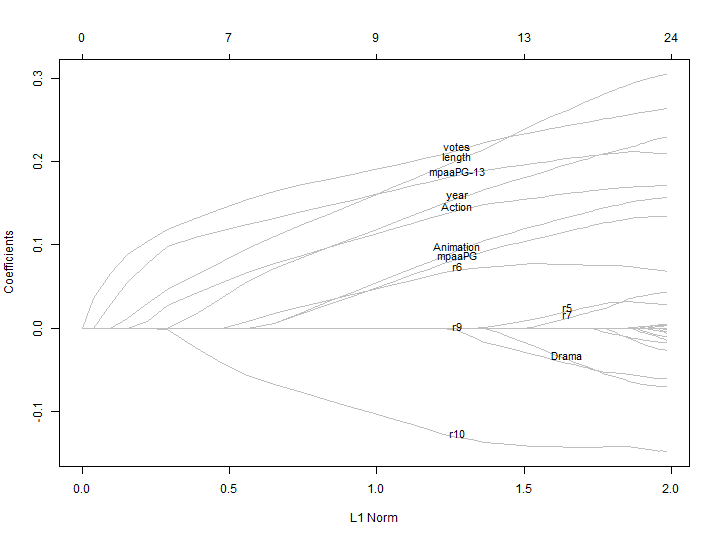 0 7 9 13 24
0.3
0.2
0.1
0.0
-0.1
Coefficients
votes
length
mpaaPG-13
year
Action
Animation
mpaaPG
r6
r5
r7
r9
Drama
r10
0.0 0.5 1.0 1.5 2.0
L1 Norm